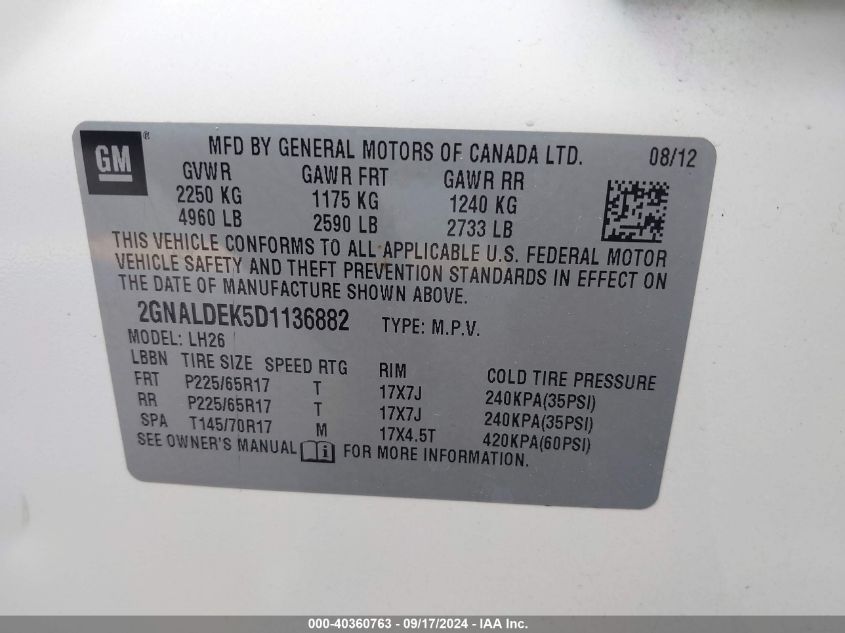 GM®
MFD BY GENERAL MOTORS OF CANADA LTD. 08/12
GVWR GAWR FRT GAWR RR
2250 KG 1175 KG 1240 KG
4960 LB 2590 LB 2733 LB
THIS VEHICLE CONFORMS TO ALL APPLICABLE U.S. FEDERAL MOTOR
VEHICLE SAFETY AND THEFT PREVENTION STANDARDS IN EFFECT ON
THE DATE OF MANUFACTURE SHOWN ABOVE.
2GNALDEK5D1136882 TYPE: M.P.V.
MODEL: LH26
LBBN TIRE SIZE SPEED RTG RIM COLD TIRE PRESSURE
FRT P225/65R17 T 17X7J 240KPA(35PSI)
RR P225/65R17 T 17X7J 240KPA(35PSI)
SPA T145/70R17 M 17X4.5T 420KPA(60PSI)
SEE OWNER'S MANUAL i FOR MORE INFORMATION.
000-40360763 - 09/17/2024 - IAA Inc.